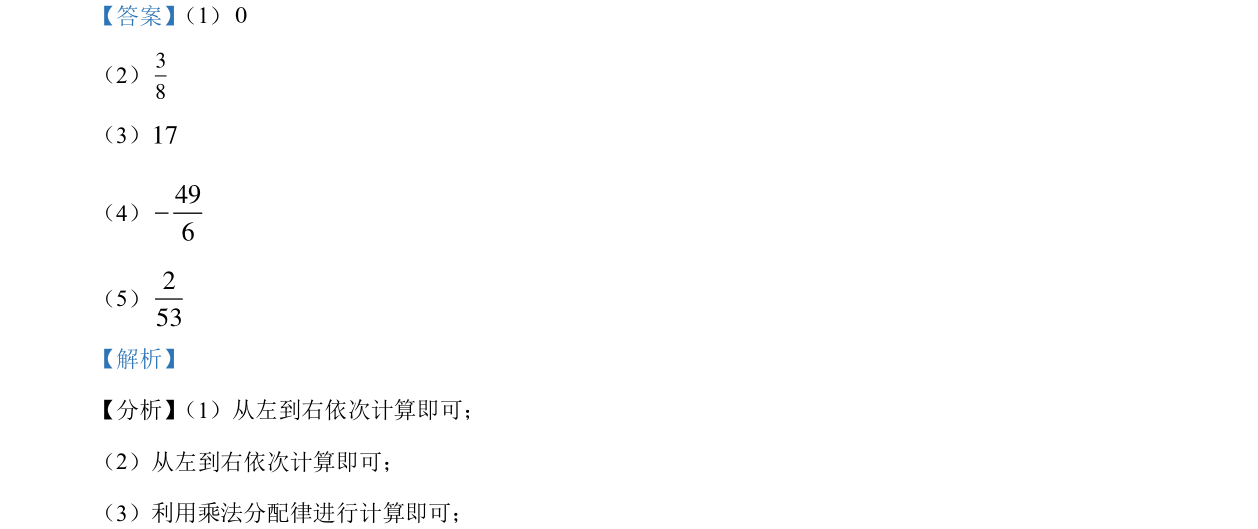 【答案】（1）0
（2）3/8
（3）17
（4）−49/6
（5）2/53
【解析】
【分析】（1）从左到右依次计算即可；
（2）从左到右依次计算即可；
（3）利用乘法分配律进行计算即可；